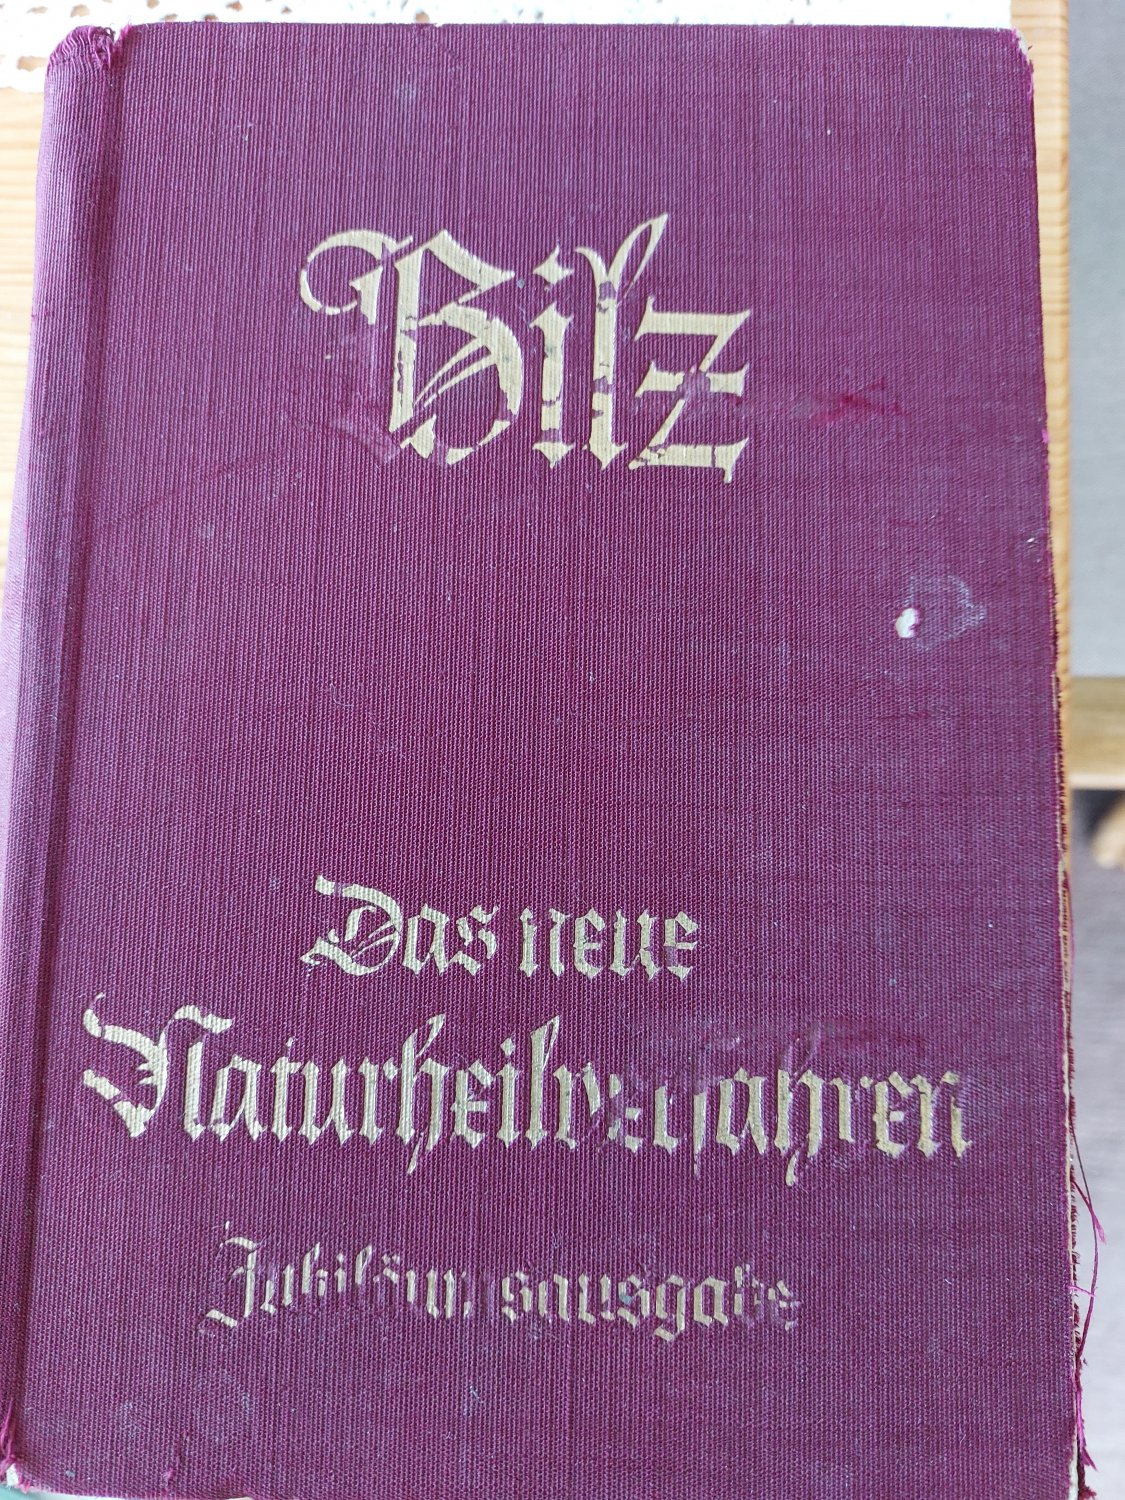 Bilz
Das neue
Naturheilverfahren
Jubiläumsausgabe